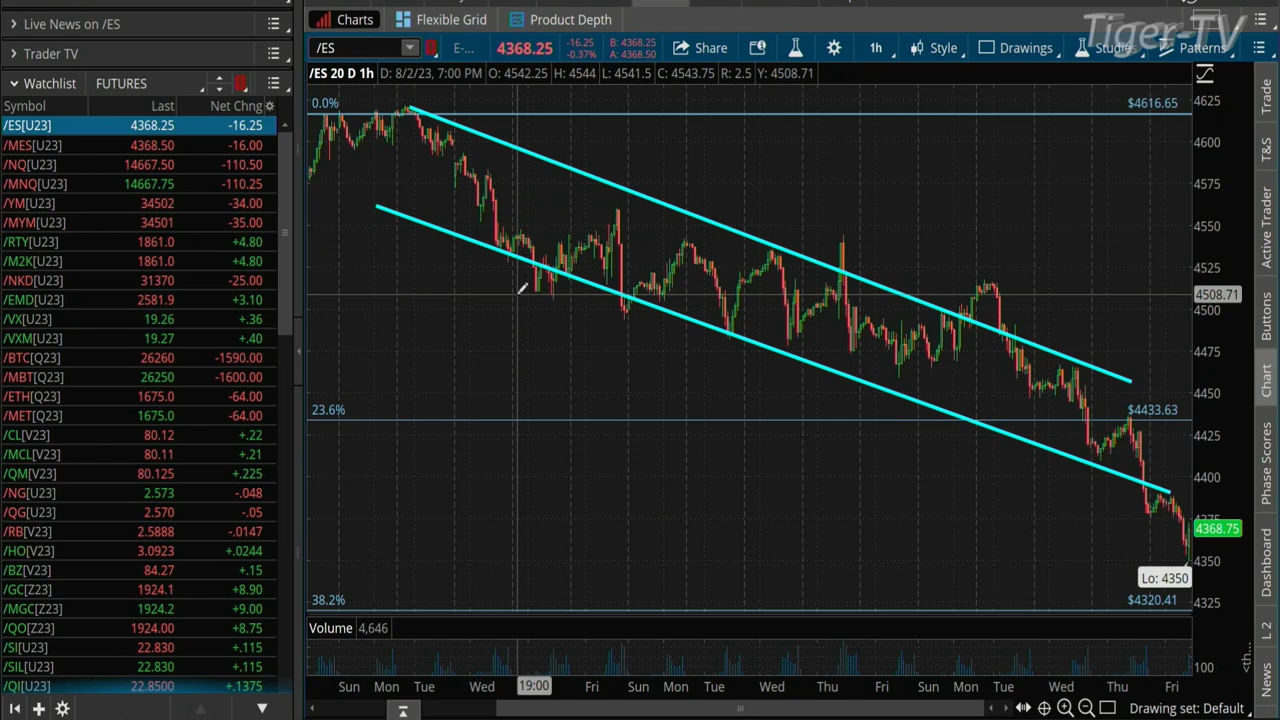 Live News on /ES
Trader TV
Watchlist FUTURES
Symbol Last Net Chng
/ES[U23] 4368.25 -16.25
/MES[U23] 4368.50 -16.00
/NQ[U23] 14667.50 -110.50
/MNQ[U23] 14667.75 -110.25
/YM[U23] 34502 -34.00
/MYM[U23] 34501 -35.00
/RTY[U23] 1861.0 +4.80
/M2K[U23] 1861.0 +4.80
/NKD[U23] 31370 -25.00
/EMD[U23] 2581.9 +3.10
/VX[U23] 19.26 +.36
/VXM[U23] 19.27 +.40
/BTC[Q23] 26260 -1590.00
/MBT[Q23] 26250 -1600.00
/ETH[Q23] 1675.0 -64.00
/MET[Q23] 1675.0 -64.00
/CL[V23] 80.12 +.22
/MCL[V23] 80.11 +.21
/QM[V23] 80.125 +.225
/NG[U23] 2.573 -.048
/QG[U23] 2.570 -.05
/RB[V23] 2.5888 -.0147
/HO[V23] 3.0923 +.0244
/BZ[V23] 84.27 +.15
/GC[Z23] 1924.1 +8.90
/MGC[Z23] 1924.2 +9.00
/QO[Z23] 1924.00 +8.75
/SI[U23] 22.830 +.115
/SIL[U23] 22.830 +.115
/QI[U23] 22.8500 +.1375
Charts Flexible Grid Product Depth
Tiger-TV
/ES E-... 4368.25 -16.25 -0.37% B: 4368.25 A: 4368.50 Share 1h Style Drawings Studies Patterns
/ES 20 D 1h D: 8/2/23, 7:00 PM O: 4542.25 H: 4544 L: 4541.5 C: 4543.75 R: 2.5 Y: 4508.71
0.0% $4616.65
23.6% $4433.63
38.2% $4320.41
4625
4600
4575
4550
4525
4508.71
4500
4475
4450
4425
4400
4375
4368.75
4350
4325
Lo: 4350
Volume 4,646
100
Sun Mon Tue Wed 19:00 Fri Sun Mon Tue Wed Thu Fri Sun Mon Tue Wed Thu Fri
Drawing set: Default
Trade
T&S
Active Trader
Buttons
Chart
Phase Scores
Dashboard
L 2
News